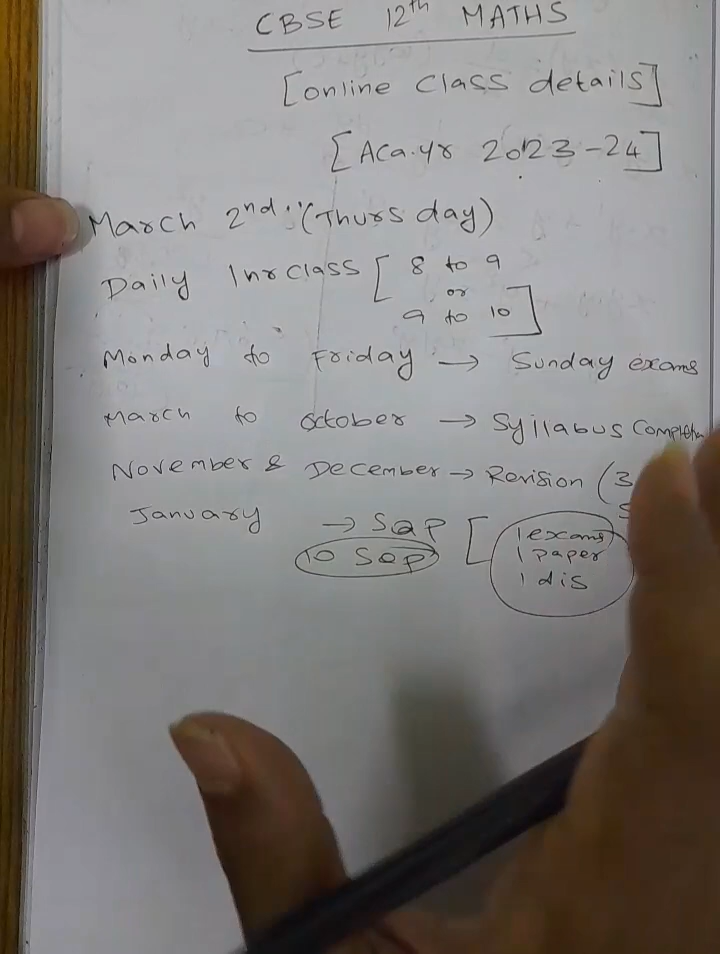 CBSE 12th MATHS
[online class details]
[Aca.yr 2023-24]
March 2nd. (Thursday)
Daily 1hr class [ 8 to 9
or
9 to 10 ]
Monday to Friday → Sunday exams
March to october → Syllabus
November & December → Revision (3
January → SQP [ 1 exams
10 SQP 1 paper
1 dis